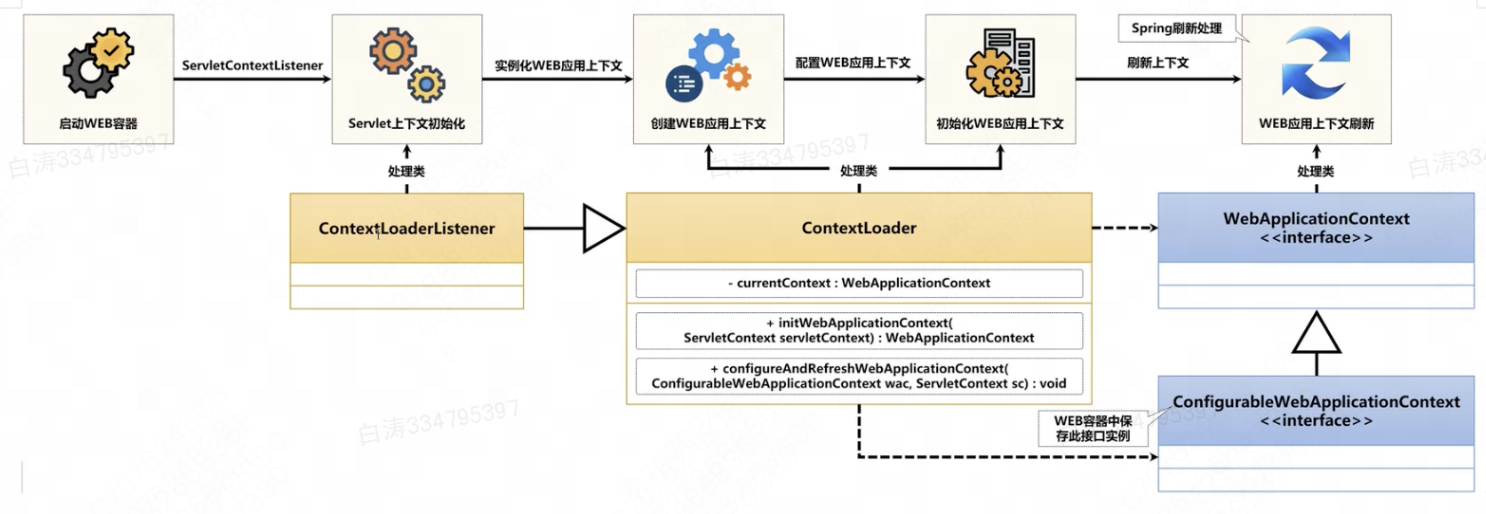 Spring刷新处理
ServletContextListener
实例化WEB应用上下文
配置WEB应用上下文
刷新上下文
启动WEB容器
Servlet上下文初始化
创建WEB应用上下文
初始化WEB应用上下文
WEB应用上下文刷新
白涛334795397
白涛334795397
白涛334
处理类
处理类
处理类
ContextLoaderListener
ContextLoader
WebApplicationContext
<<interface>>
- currentContext : WebApplicationContext
+ initWebApplicationContext(
ServletContext servletContext) : WebApplicationContext
+ configureAndRefreshWebApplicationContext(
ConfigurableWebApplicationContext wac, ServletContext sc) : void
ConfigurableWebApplicationContext
<<interface>>
WEB容器中保
存此接口实例
白涛334795397